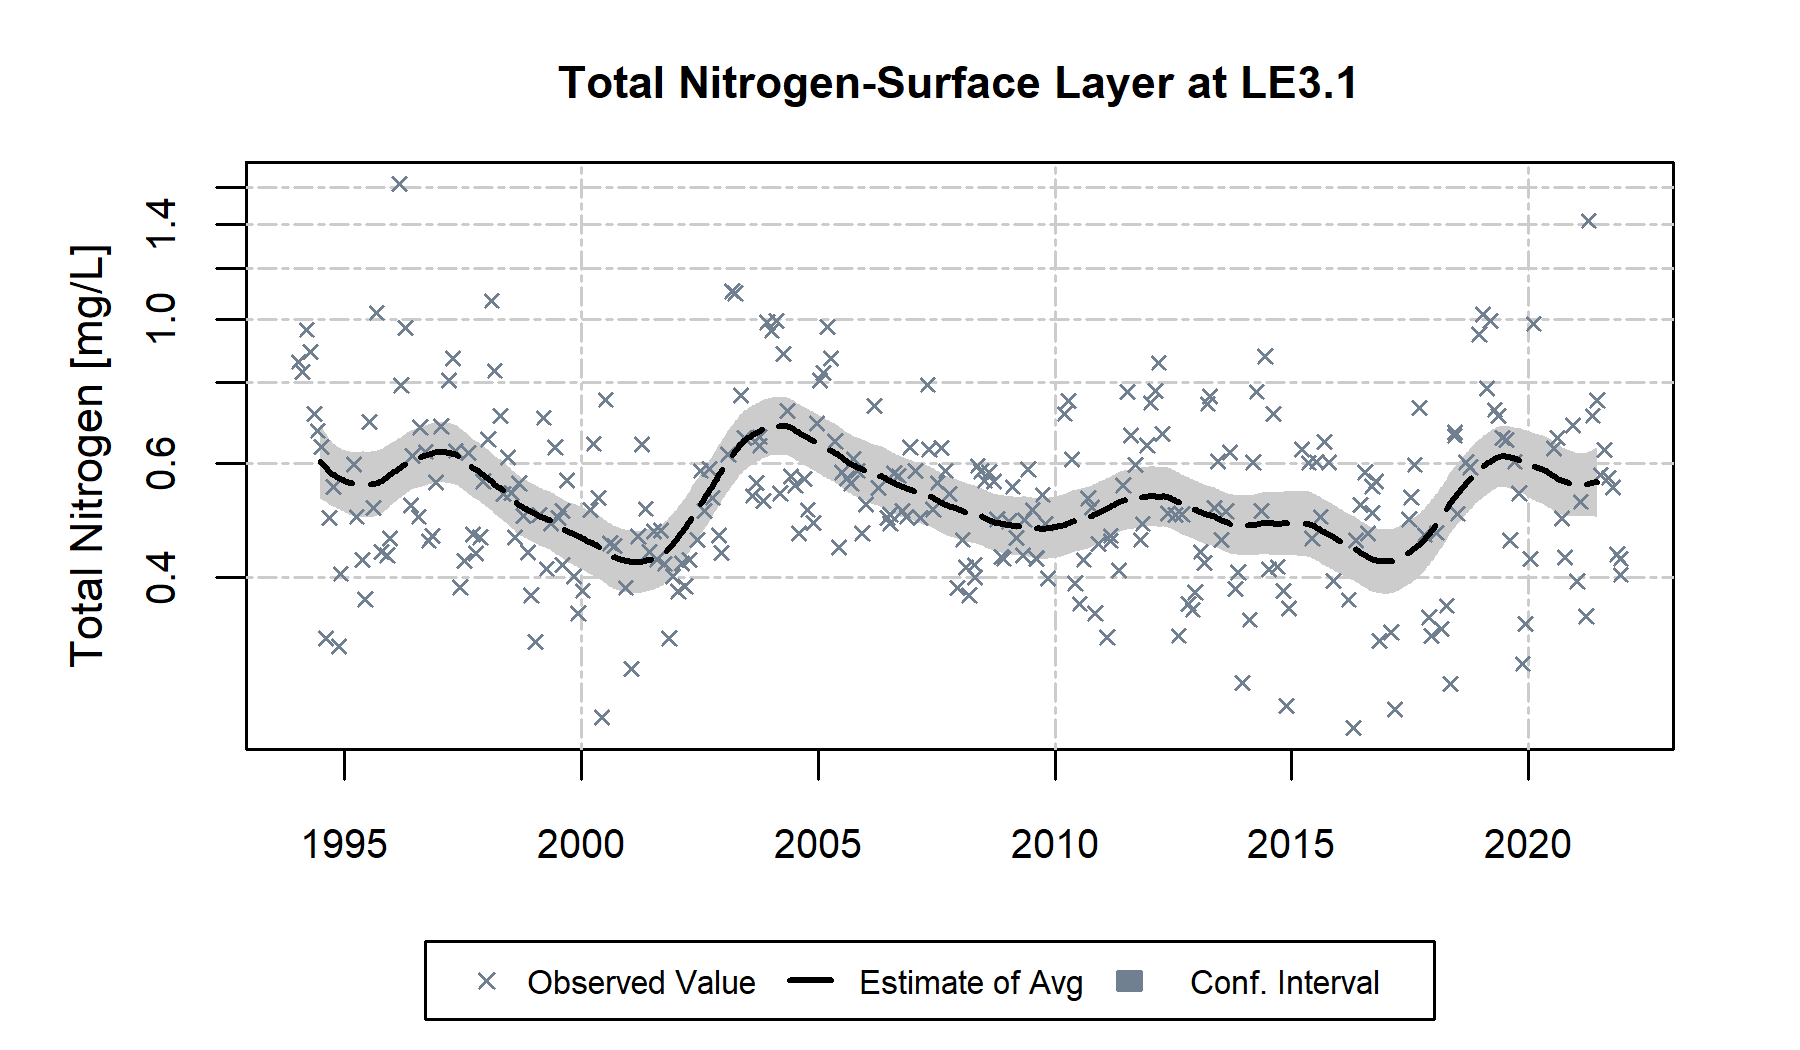 Total Nitrogen-Surface Layer at LE3.1
Total Nitrogen [mg/L]
1.4
1.0
0.6
0.4
1995 2000 2005 2010 2015 2020
Observed Value Estimate of Avg Conf. Interval